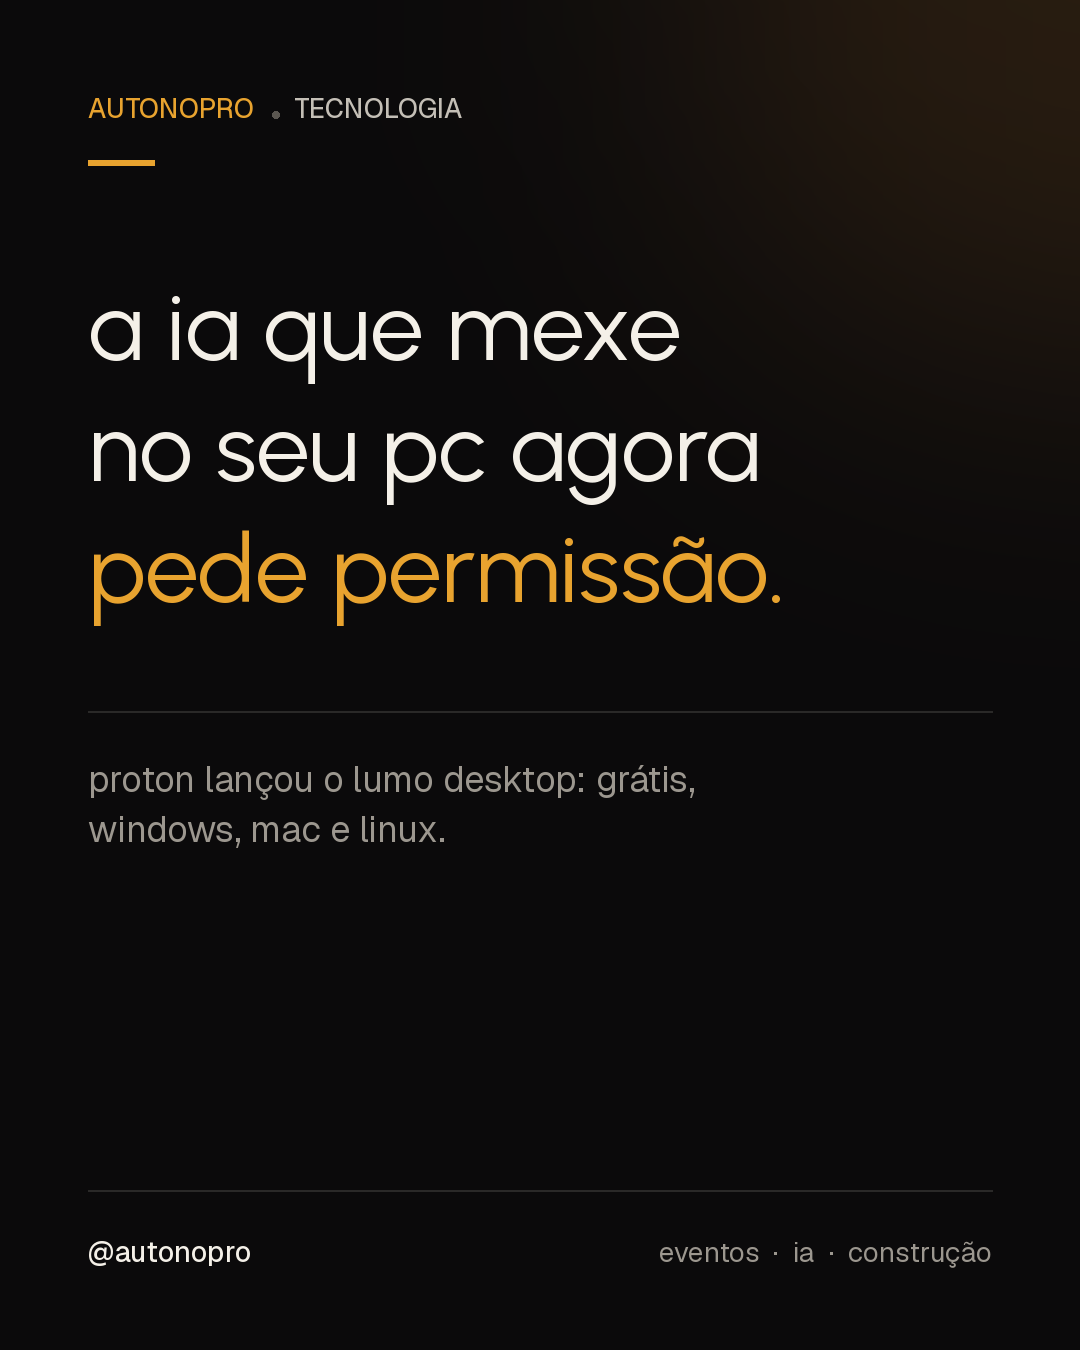 AUTONOPRO • TECNOLOGIA
a ia que mexe
no seu pc agora
pede permissão.
proton lançou o lumo desktop: grátis,
windows, mac e linux.
@autonopro
eventos · ia · construção